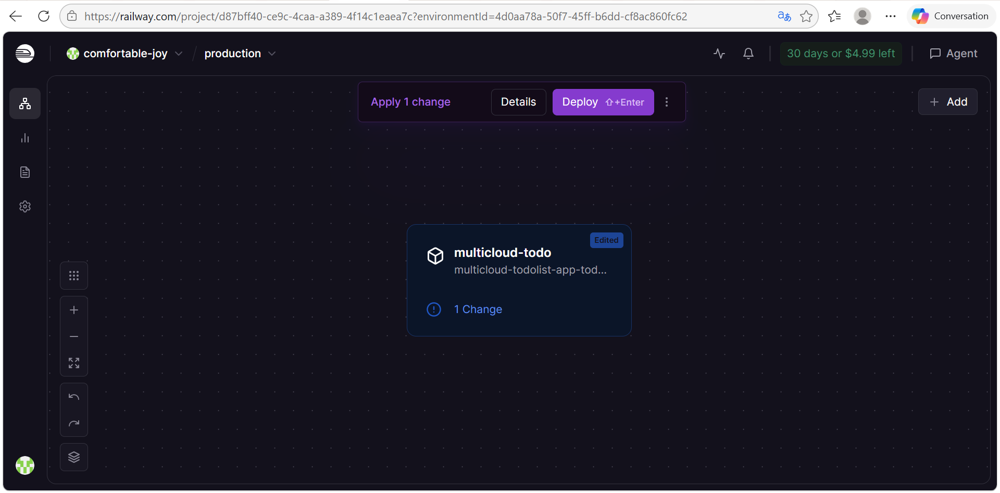 https://railway.com/project/d87bff40-ce9c-4caa-a389-4f14c1eaea7c?environmentId=4d0aa78a-50f7-45ff-b6dd-cf8ac860fc62
aあ
Conversation
comfortable-joy / production
30 days or $4.99 left
Agent
Apply 1 change
Details
Deploy ⇧+Enter
+ Add
Edited
multicloud-todo
multicloud-todolist-app-tod...
1 Change